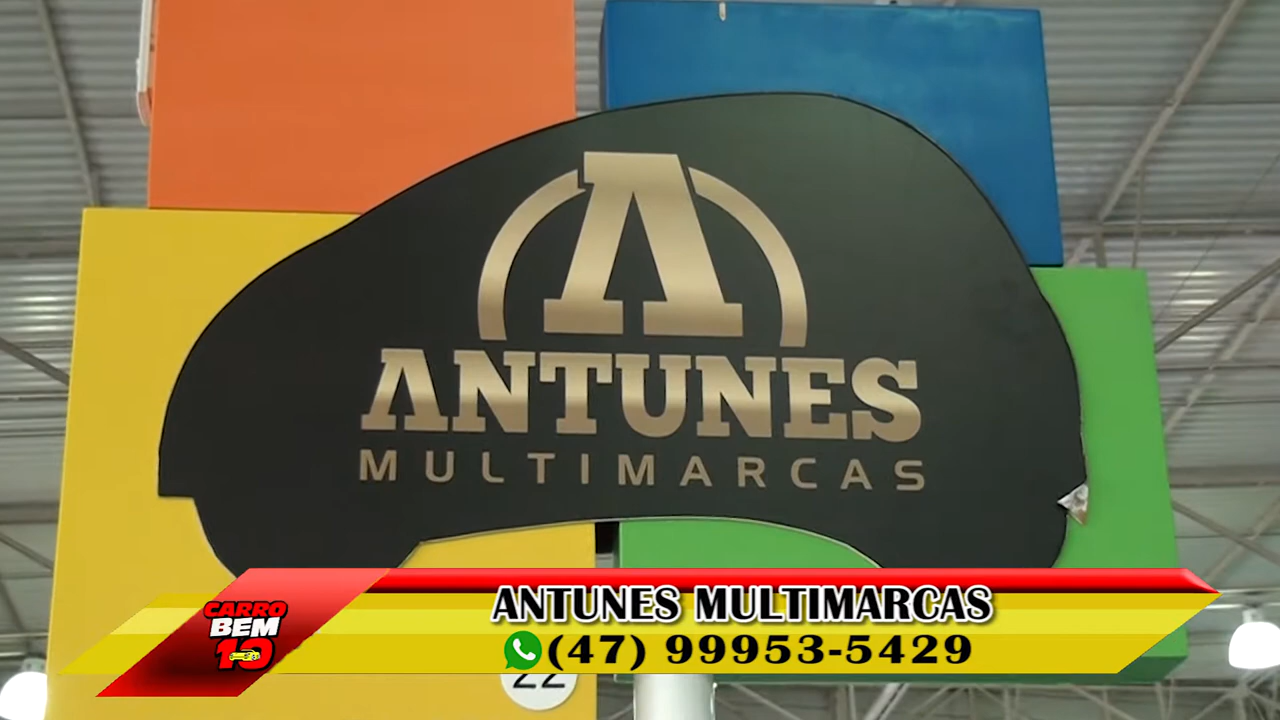 A
ANTUNES
MULTIMARCAS
CARRO
BEM
10
ANTUNES MULTIMARCAS
(47) 99953-5429
22